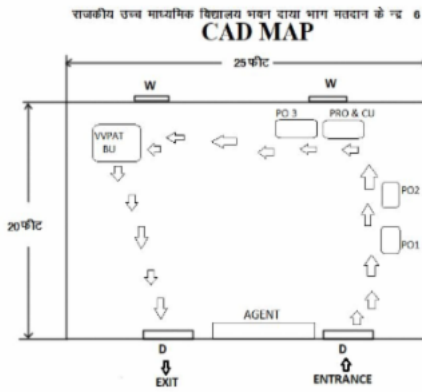 राजकीय उच्च माध्यमिक विद्यालय भवन दाया भाग मतदान के न्द्र 6
CAD MAP
25 फीट
W W
PO 3 PRO & CU
VVPAT
BU
PO2
20 फीट
PO1
AGENT
D D
EXIT ENTRANCE